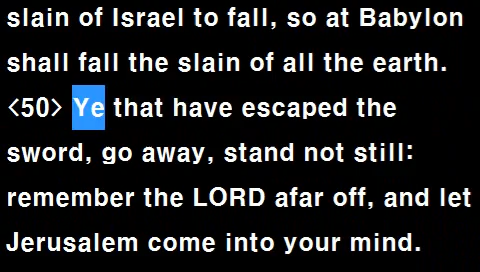 slain of Israel to fall, so at Babylon
shall fall the slain of all the earth.
<50> Ye that have escaped the
sword, go away, stand not still:
remember the LORD afar off, and let
Jerusalem come into your mind.